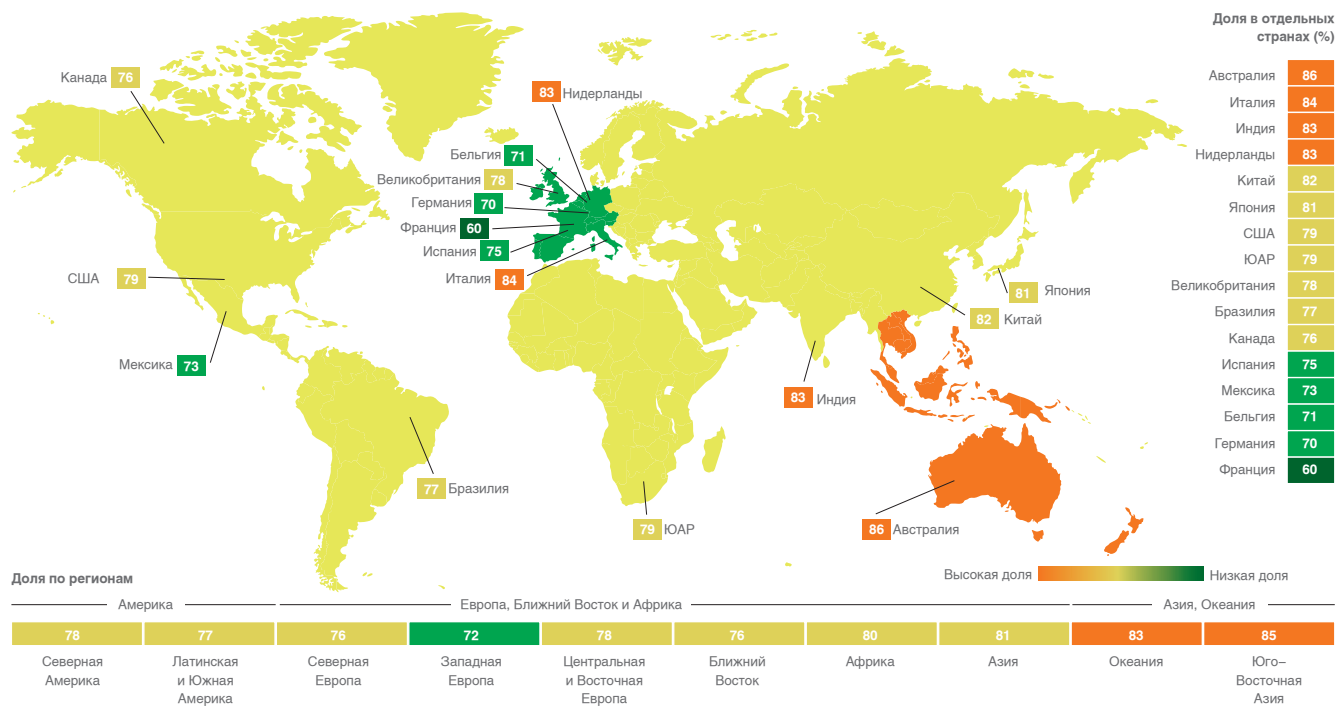 Доля в отдельных
странах (%)
Австралия 86
Италия 84
Индия 83
Нидерланды 83
Китай 82
Япония 81
США 79
ЮАР 79
Великобритания 78
Бразилия 77
Канада 76
Испания 75
Мексика 73
Бельгия 71
Германия 70
Франция 60
Канада 76
83 Нидерланды
Бельгия 71
Великобритания 78
Германия 70
Франция 60
Испания 75
Италия 84
США 79
81 Япония
82 Китай
Мексика 73
83 Индия
77 Бразилия
79 ЮАР
86 Австралия
Высокая доля Низкая доля
Доля по регионам
Америка Европа, Ближний Восток и Африка Азия, Океания
78 77 76 72 78 76 80 81 83 85
Северная Латинская Северная Западная Центральная Ближний Африка Азия Океания Юго–
Америка и Южная Европа Европа и Восточная Восток Восточная
Америка Европа Азия